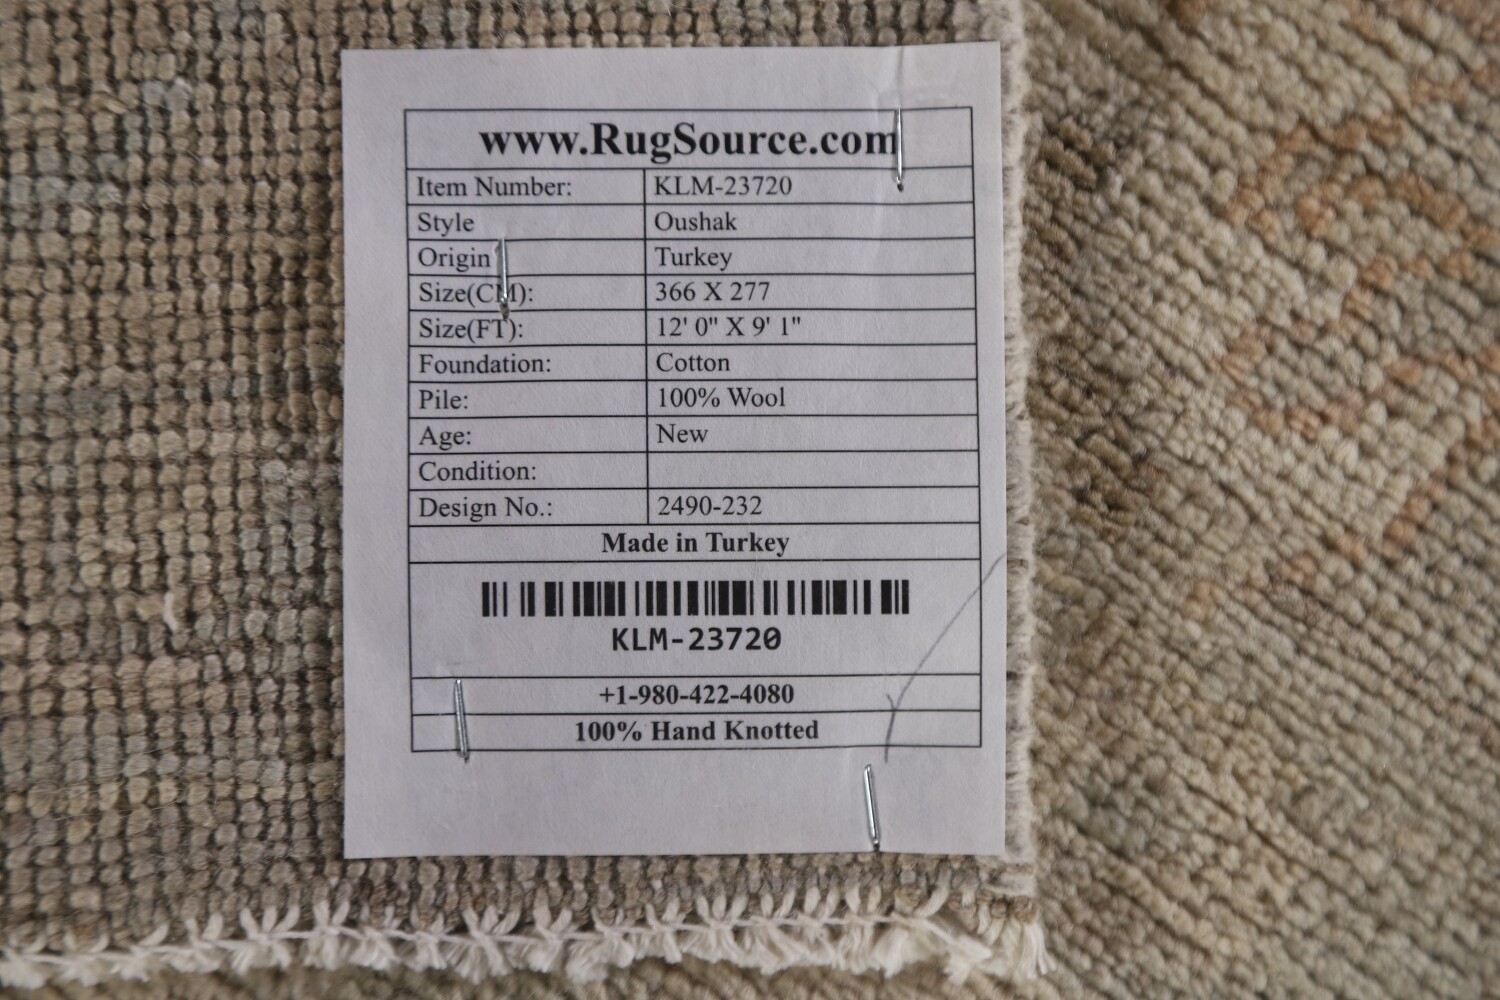 www.RugSource.com
Item Number: KLM-23720
Style Oushak
Origin Turkey
Size(CM): 366 X 277
Size(FT): 12' 0" X 9' 1"
Foundation: Cotton
Pile: 100% Wool
Age: New
Condition:
Design No.: 2490-232
Made in Turkey
KLM-23720
+1-980-422-4080
100% Hand Knotted